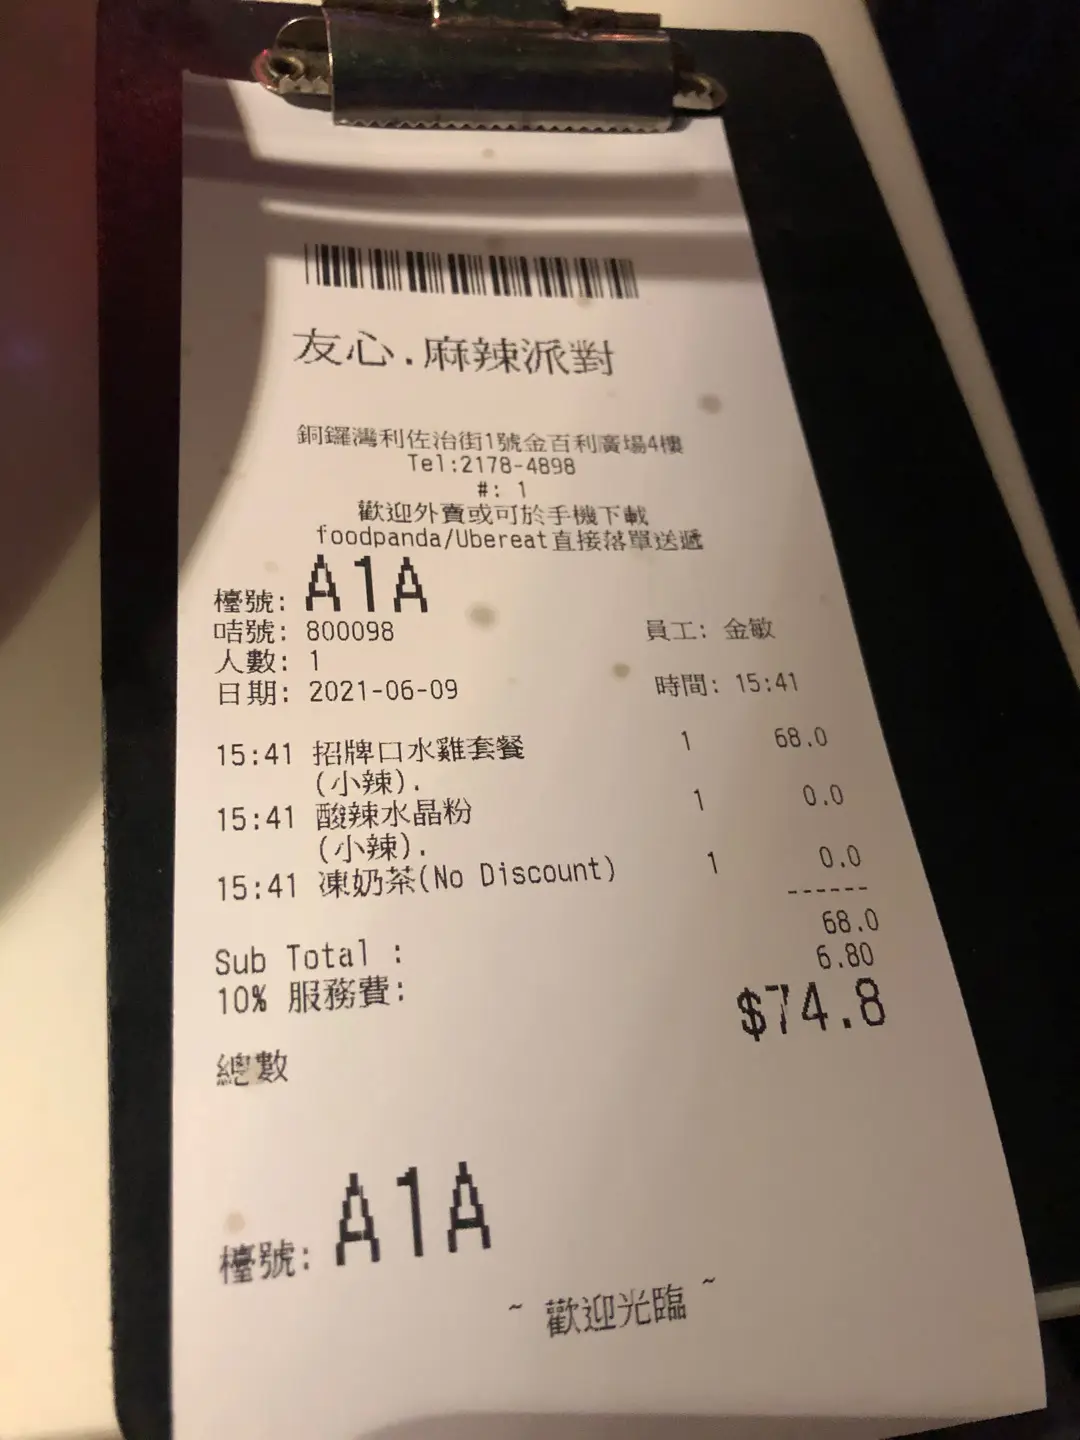 友心.麻辣派對
銅鑼灣利佐治街1號金百利廣場4樓
Tel:2178-4898
#: 1
歡迎外賣或可於手機下載
foodpanda/Ubereat直接落單送遞
檯號: A1A
咭號: 800098 員工: 金敏
人數: 1
日期: 2021-06-09 時間: 15:41
15:41 招牌口水雞套餐 1 68.0
(小辣).
15:41 酸辣水晶粉 1 0.0
(小辣).
15:41 凍奶茶(No Discount) 1 0.0
------
Sub Total : 68.0
10% 服務費: 6.80
總數 $74.8
檯號: A1A
~ 歡迎光臨 ~